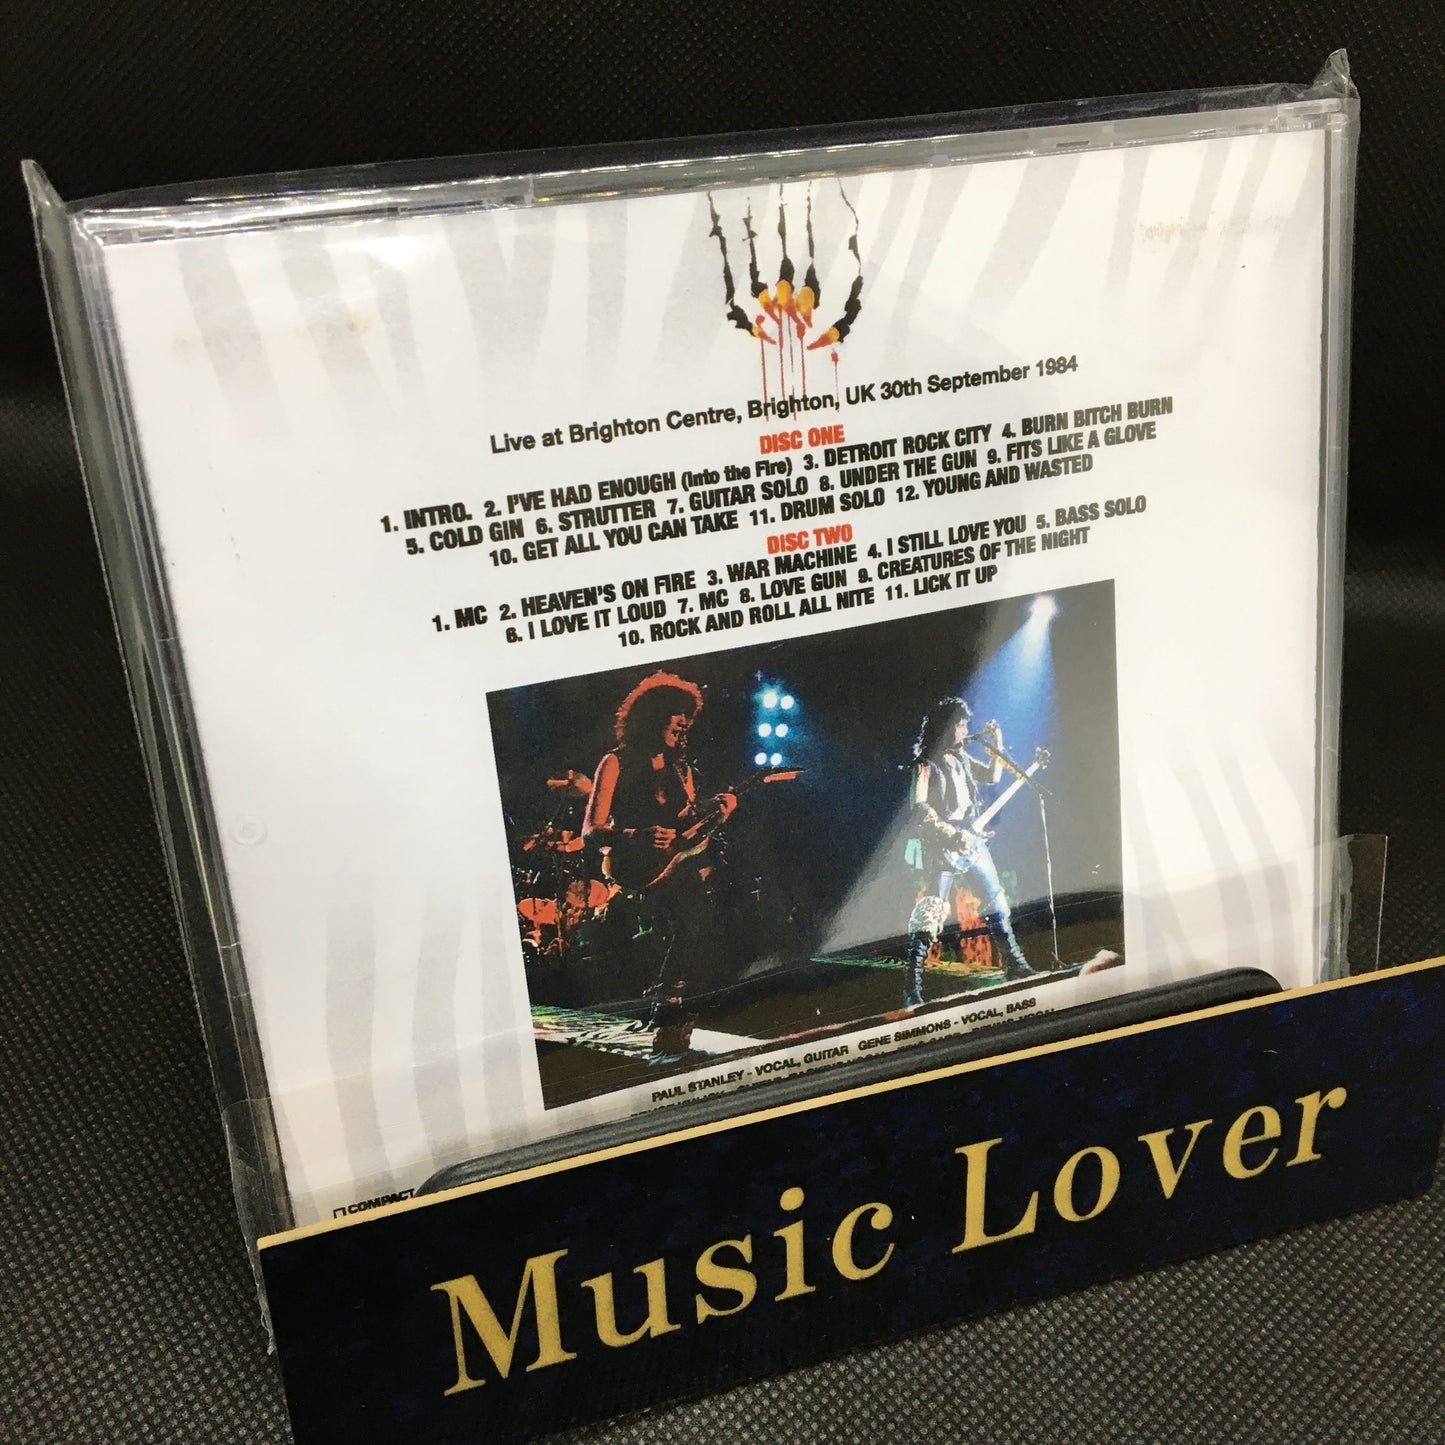 Live at Brighton Centre, Brighton, UK 30th September 1984
DISC ONE
1. INTRO. 2. I'VE HAD ENOUGH (Into the Fire) 3. DETROIT ROCK CITY 4. BURN BITCH BURN
5. COLD GIN 6. STRUTTER 7. GUITAR SOLO 8. UNDER THE GUN 9. FITS LIKE A GLOVE
10. GET ALL YOU CAN TAKE 11. DRUM SOLO 12. YOUNG AND WASTED
DISC TWO
1. MC 2. HEAVEN'S ON FIRE 3. WAR MACHINE 4. I STILL LOVE YOU 5. BASS SOLO
6. I LOVE IT LOUD 7. MC 8. LOVE GUN 9. CREATURES OF THE NIGHT
10. ROCK AND ROLL ALL NITE 11. LICK IT UP
PAUL STANLEY - VOCAL, GUITAR GENE SIMMONS - VOCAL, BASS
COMPACT
Music Lover